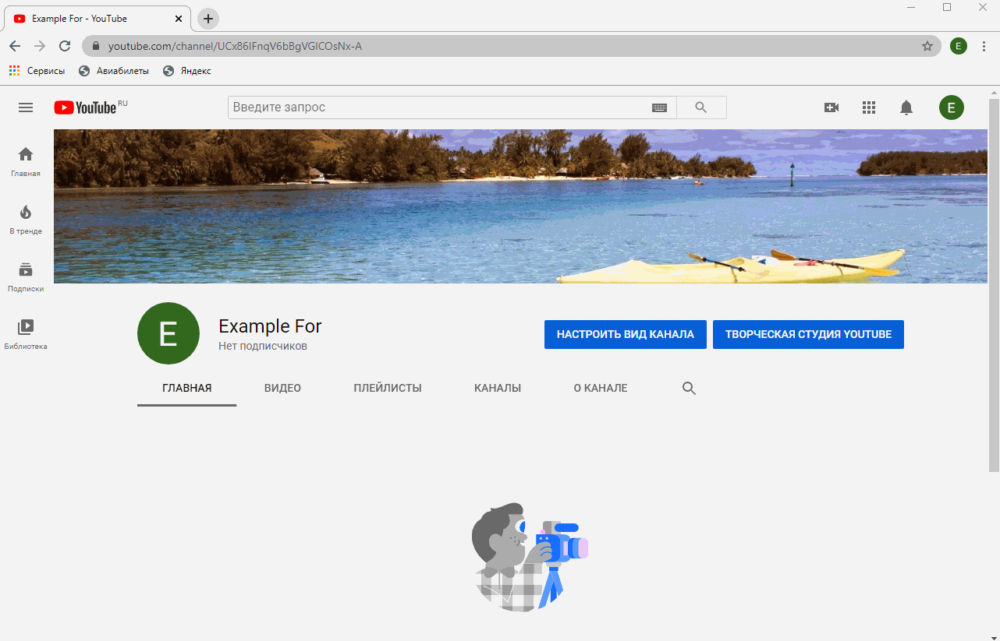 Example For - YouTube
youtube.com/channel/UCx86IFnqV6bBgVGlCOsNx-A
E
Сервисы Авиабилеты Яндекс
YouTube RU
Введите запрос
E
Главная
В тренде
Подписки
Библиотека
E
Example For
Нет подписчиков
НАСТРОИТЬ ВИД КАНАЛА
ТВОРЧЕСКАЯ СТУДИЯ YOUTUBE
ГЛАВНАЯ ВИДЕО ПЛЕЙЛИСТЫ КАНАЛЫ О КАНАЛЕ